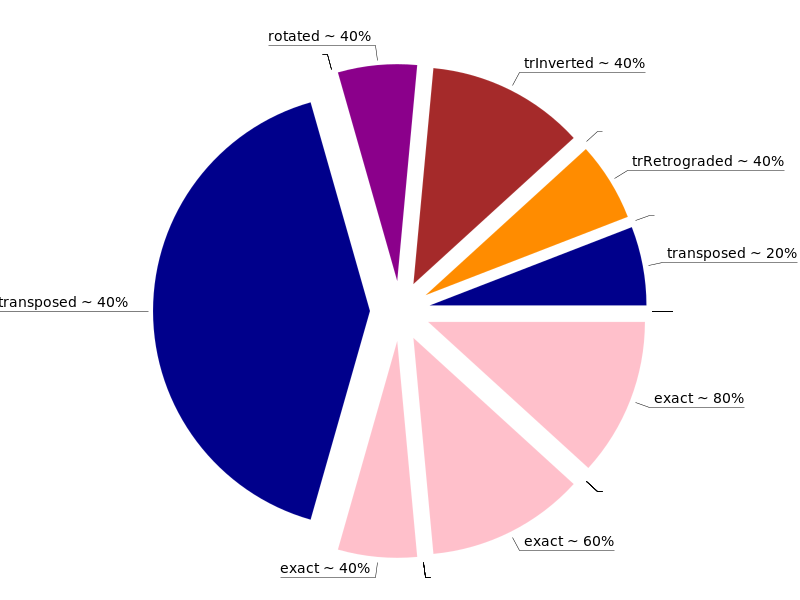 rotated ~ 40%
trInverted ~ 40%
trRetrograded ~ 40%
transposed ~ 20%
transposed ~ 40%
exact ~ 80%
exact ~ 60%
exact ~ 40%